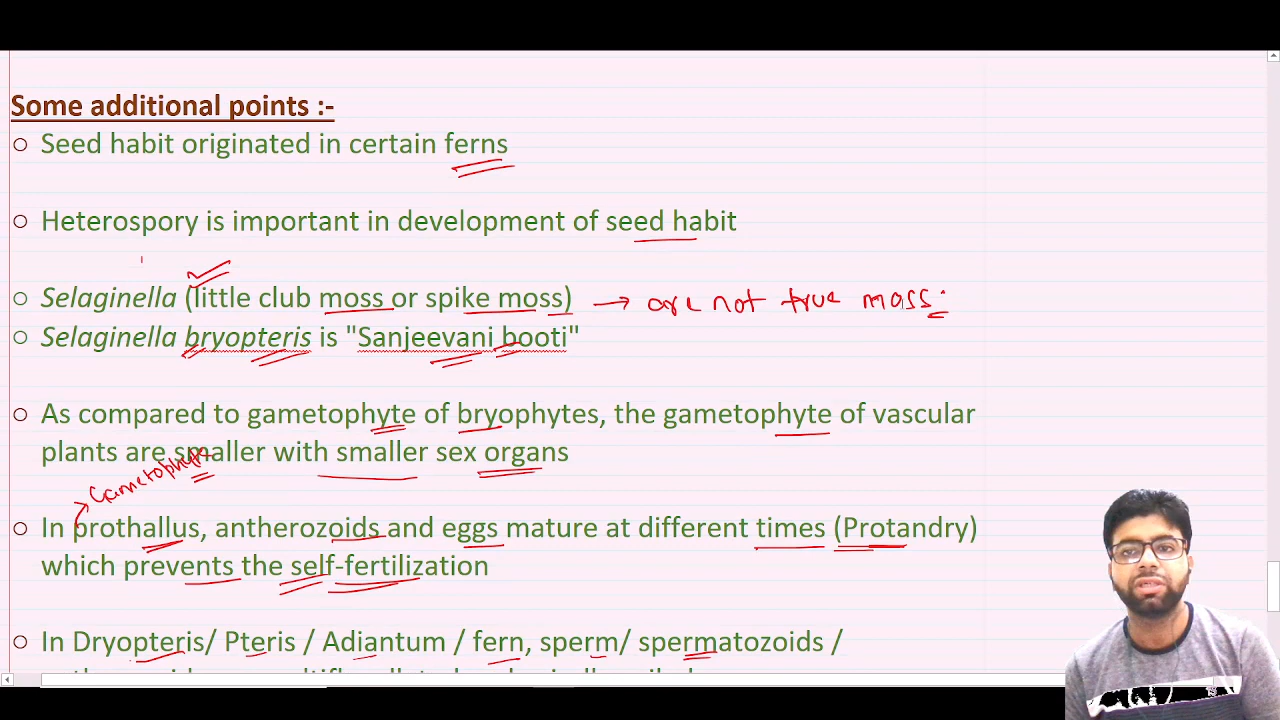 Some additional points :-
○ Seed habit originated in certain ferns
○ Heterospory is important in development of seed habit
○ Selaginella (little club moss or spike moss) → are not true moss.
○ Selaginella bryopteris is "Sanjeevani booti"
○ As compared to gametophyte of bryophytes, the gametophyte of vascular
plants are smaller with smaller sex organs
Gametophyte
○ In prothallus, antherozoids and eggs mature at different times (Protandry)
which prevents the self-fertilization
○ In Dryopteris/ Pteris / Adiantum / fern, sperm/ spermatozoids /